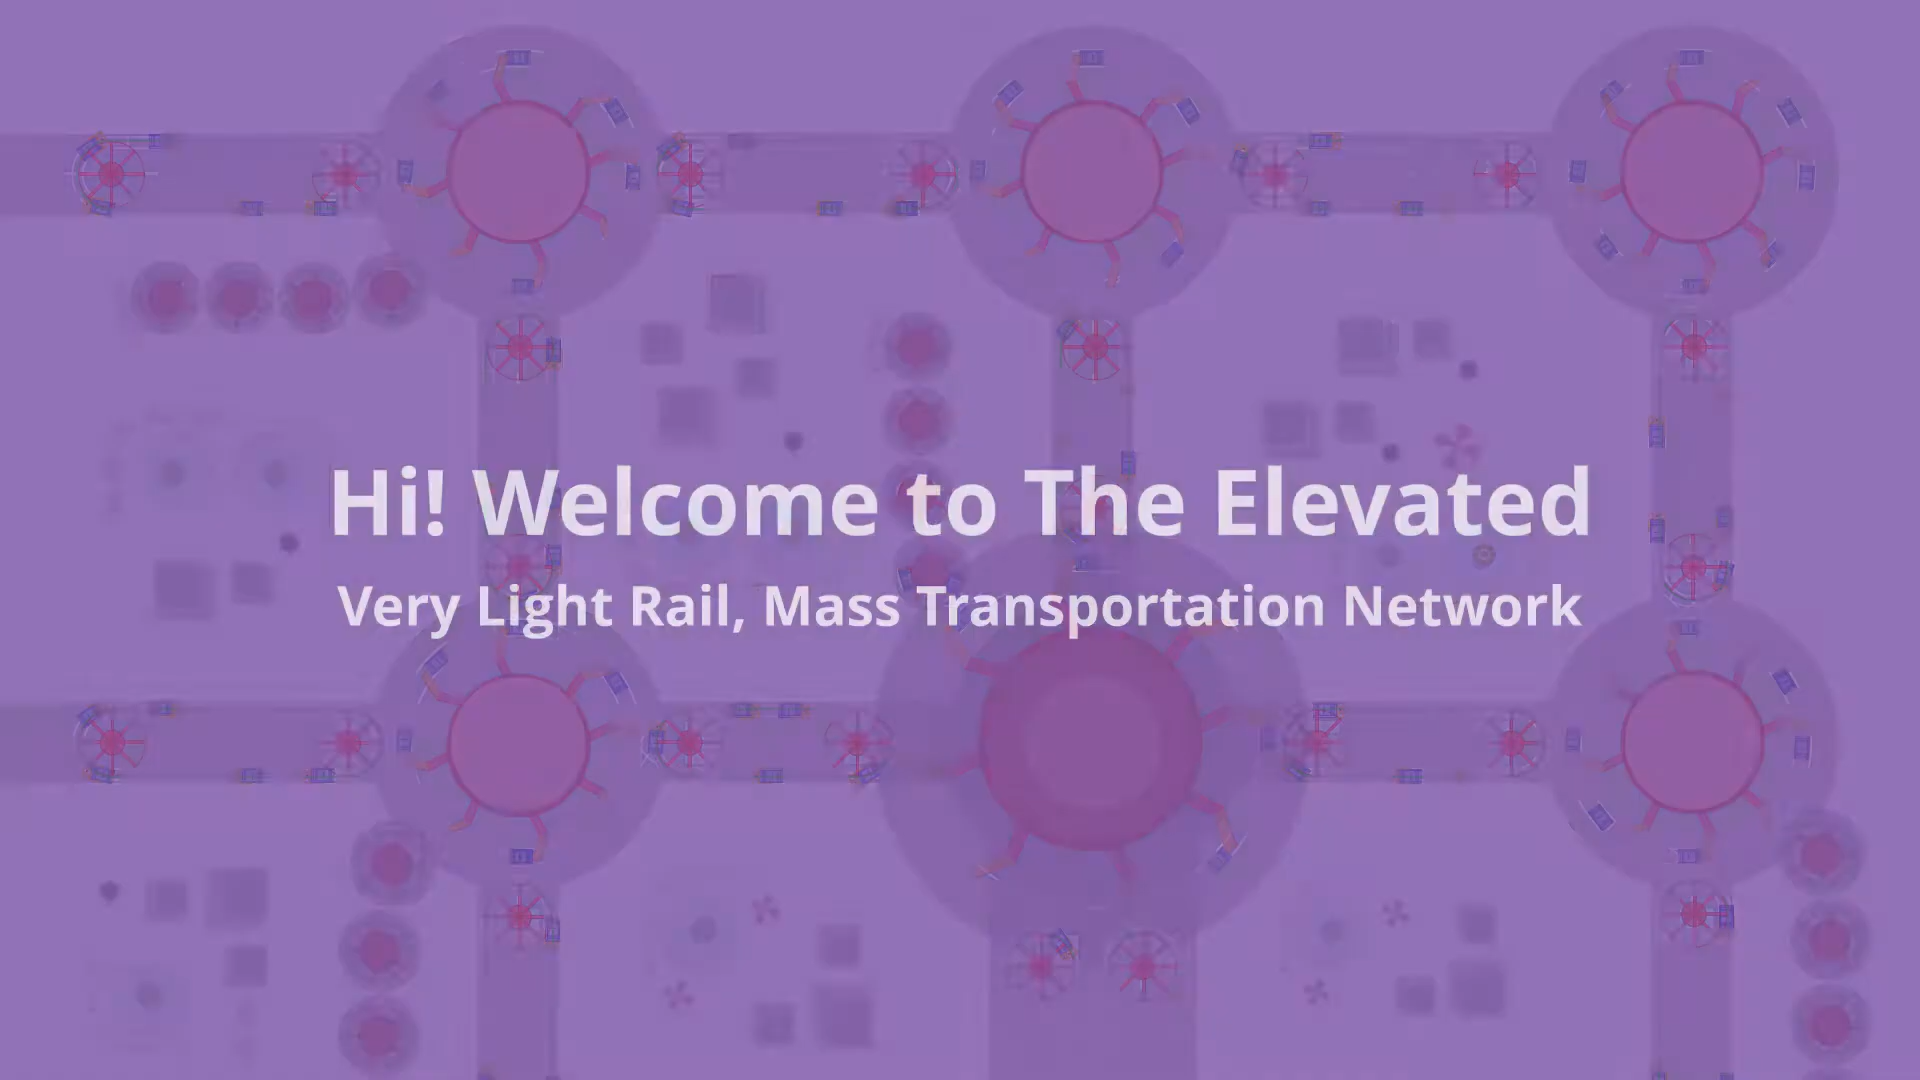 Hi! Welcome to The Elevated
Very Light Rail, Mass Transportation Network